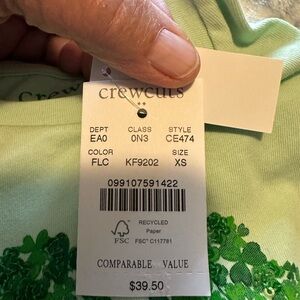 crewcuts
crewcuts
DEPT CLASS STYLE
EA0 0N3 CE474
COLOR SIZE
FLC KF9202 XS
099107591422
RECYCLED
Paper
FSC FSC® C117781
COMPARABLE VALUE
$39.50